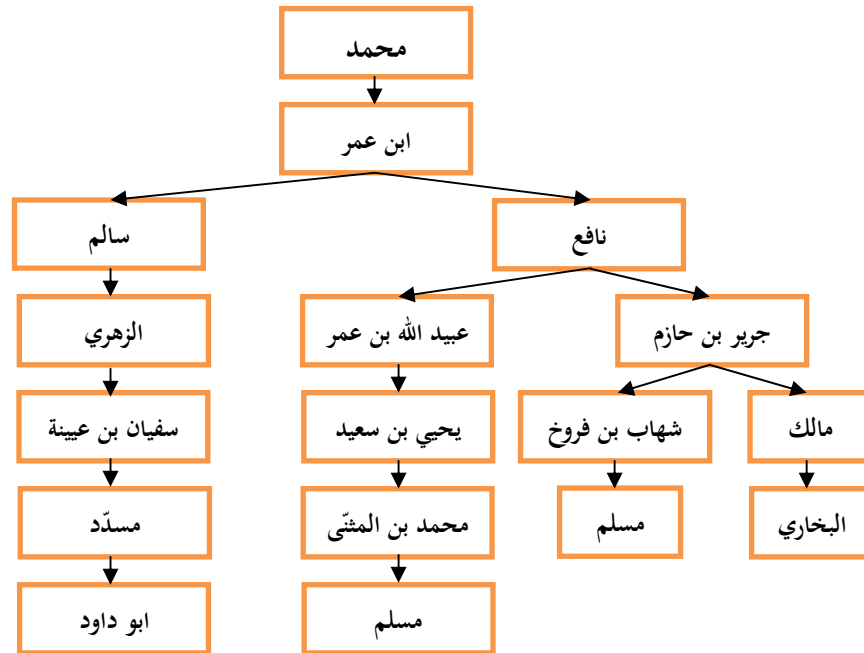 محمد
ابن عمر
نافع
سالم
جرير بن حازم
عبيد الله بن عمر
الزهري
مالك
شهاب بن فروخ
يحيي بن سعيد
سفيان بن عيينة
البخاري
مسلم
محمد بن المثنّى
مسدّد
مسلم
ابو داود